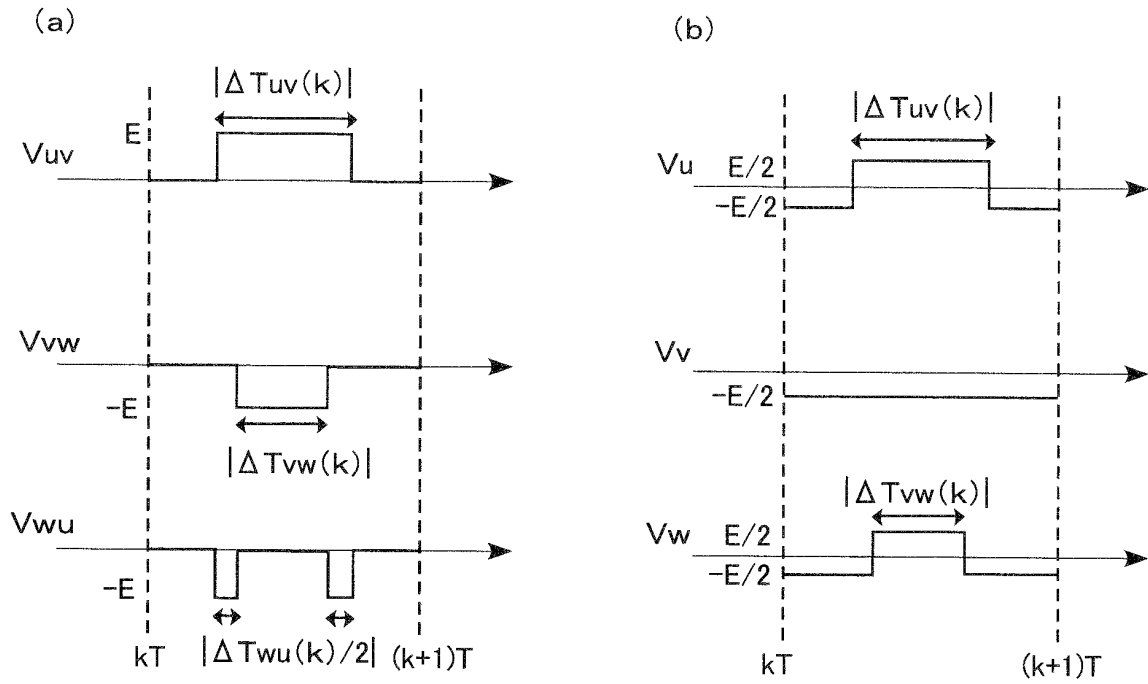 (a)
|ΔTuv(k)|
E
Vuv
Vvw
-E
|ΔTvw(k)|
Vwu
-E
|ΔTwu(k)/2|
kT
(k+1)T
(b)
|ΔTuv(k)|
Vu
E/2
-E/2
Vv
-E/2
|ΔTvw(k)|
Vw
E/2
-E/2
kT
(k+1)T